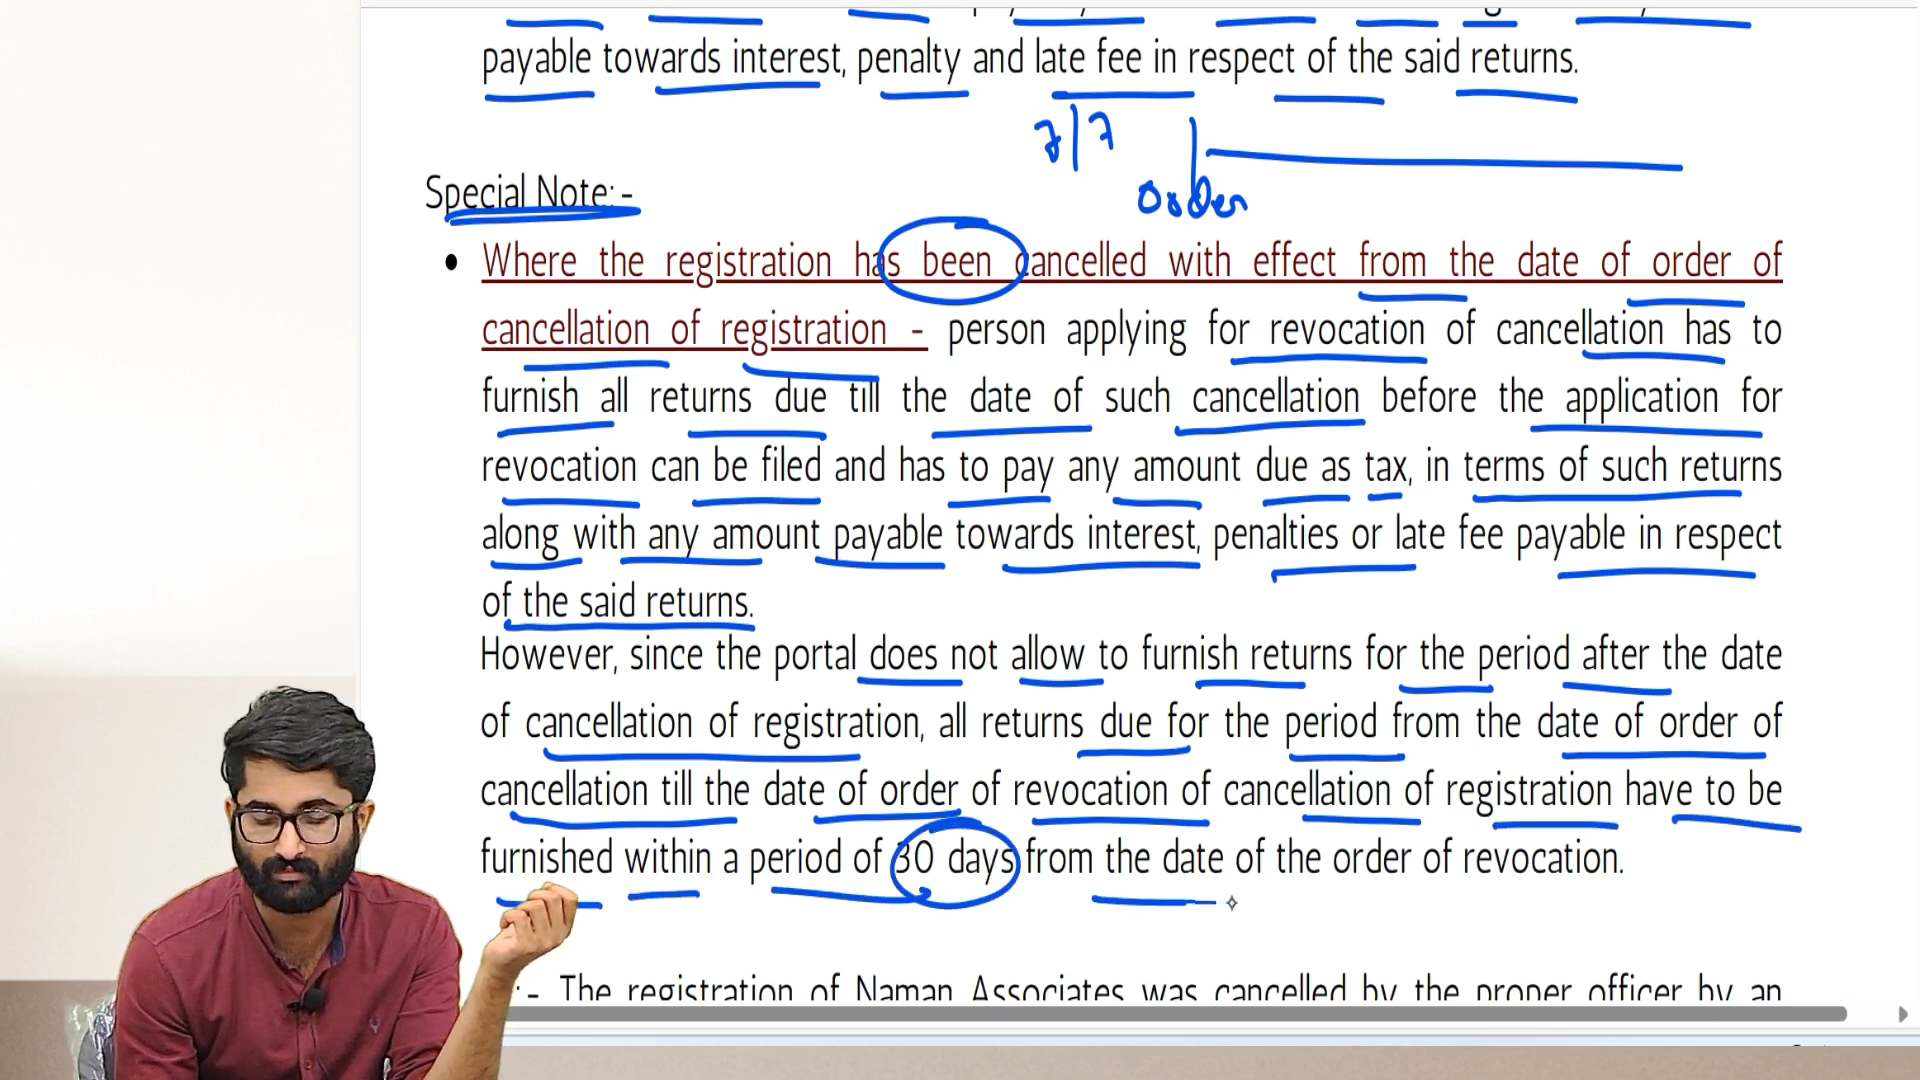 payable towards interest, penalty and late fee in respect of the said returns.
7/7
Order
Special Note:-
• Where the registration has been cancelled with effect from the date of order of
cancellation of registration - person applying for revocation of cancellation has to
furnish all returns due till the date of such cancellation before the application for
revocation can be filed and has to pay any amount due as tax, in terms of such returns
along with any amount payable towards interest, penalties or late fee payable in respect
of the said returns.
However, since the portal does not allow to furnish returns for the period after the date
of cancellation of registration, all returns due for the period from the date of order of
cancellation till the date of order of revocation of cancellation of registration have to be
furnished within a period of 30 days from the date of the order of revocation.
:- The registration of Naman Associates was cancelled by the proper officer by an